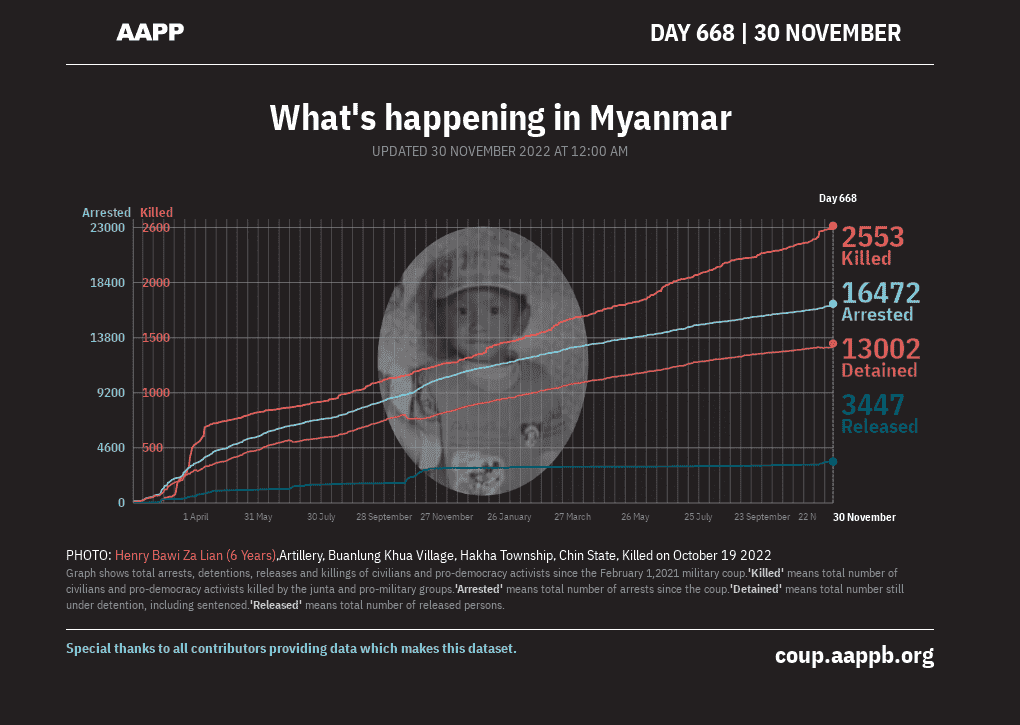 AAPP
DAY 668 | 30 NOVEMBER
What's happening in Myanmar
UPDATED 30 NOVEMBER 2022 AT 12:00 AM
Day 668
Arrested Killed
23000 2600
18400 2000
13800 1500
9200 1000
4600 500
0
2553
Killed
16472
Arrested
13002
Detained
3447
Released
1 April 31 May 30 July 28 September 27 November 26 January 27 March 26 May 25 July 23 September 22 N 30 November
PHOTO: Henry Bawi Za Lian (6 Years),Artillery, Buanlung Khua Village, Hakha Township, Chin State, Killed on October 19 2022
Graph shows total arrests, detentions, releases and killings of civilians and pro-democracy activists since the February 1,2021 military coup.'Killed' means total number of
civilians and pro-democracy activists killed by the junta and pro-military groups.'Arrested' means total number of arrests since the coup.'Detained' means total number still
under detention, including sentenced.'Released' means total number of released persons.
Special thanks to all contributors providing data which makes this dataset.
coup.aappb.org